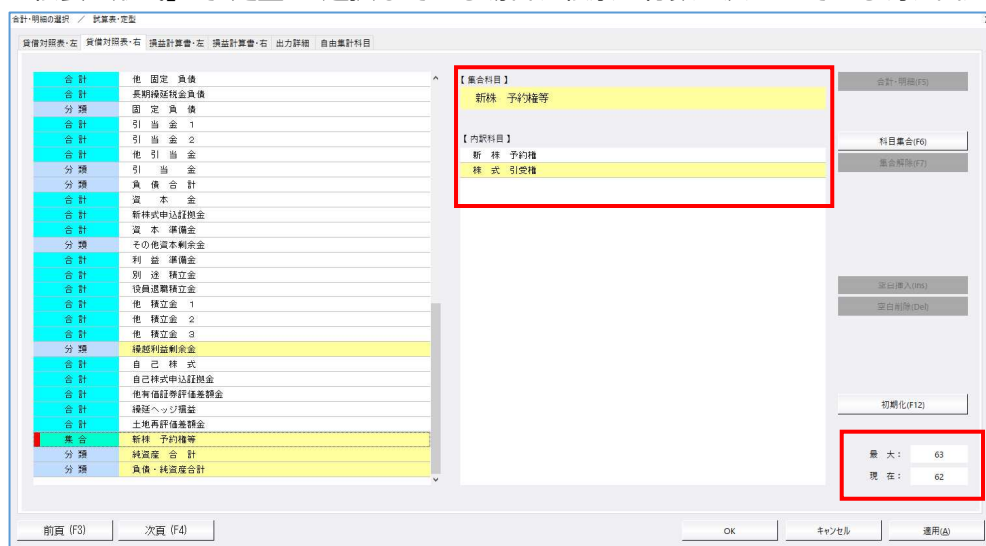 合計・明細の選択 ／ 試算表・定型
貸借対照表・左 貸借対照表・右 損益計算書・左 損益計算書・右 出力詳細 自由集計科目
合 計 他 固定 負債
合 計 長期繰延税金負債
分 類 固 定 負 債
合 計 引 当 金 1
合 計 引 当 金 2
合 計 他 引 当 金
分 類 引 当 金
分 類 負 債 合 計
合 計 資 本 金
合 計 新株式申込証拠金
合 計 資 本 準備金
分 類 その他資本剰余金
合 計 利 益 準備金
合 計 別 途 積立金
合 計 役員退職積立金
合 計 他 積立金 1
合 計 他 積立金 2
合 計 他 積立金 3
分 類 繰越利益剰余金
合 計 自 己 株 式
合 計 自己株式申込証拠金
合 計 他有価証券評価差額金
合 計 繰延ヘッジ損益
合 計 土地再評価差額金
集 合 新株 予約権等
分 類 純資産 合 計
分 類 負債・純資産合計
【 集合科目 】
新株 予約権等
【 内訳科目 】
新 株 予約権
株 式 引受権
合計・明細(F5)
科目集合(F6)
集合解除(F7)
空白挿入(Ins)
空白削除(Del)
初期化(F12)
最 大： 63
現 在： 62
前頁 (F3) 次頁 (F4) OK キャンセル 適用(A)